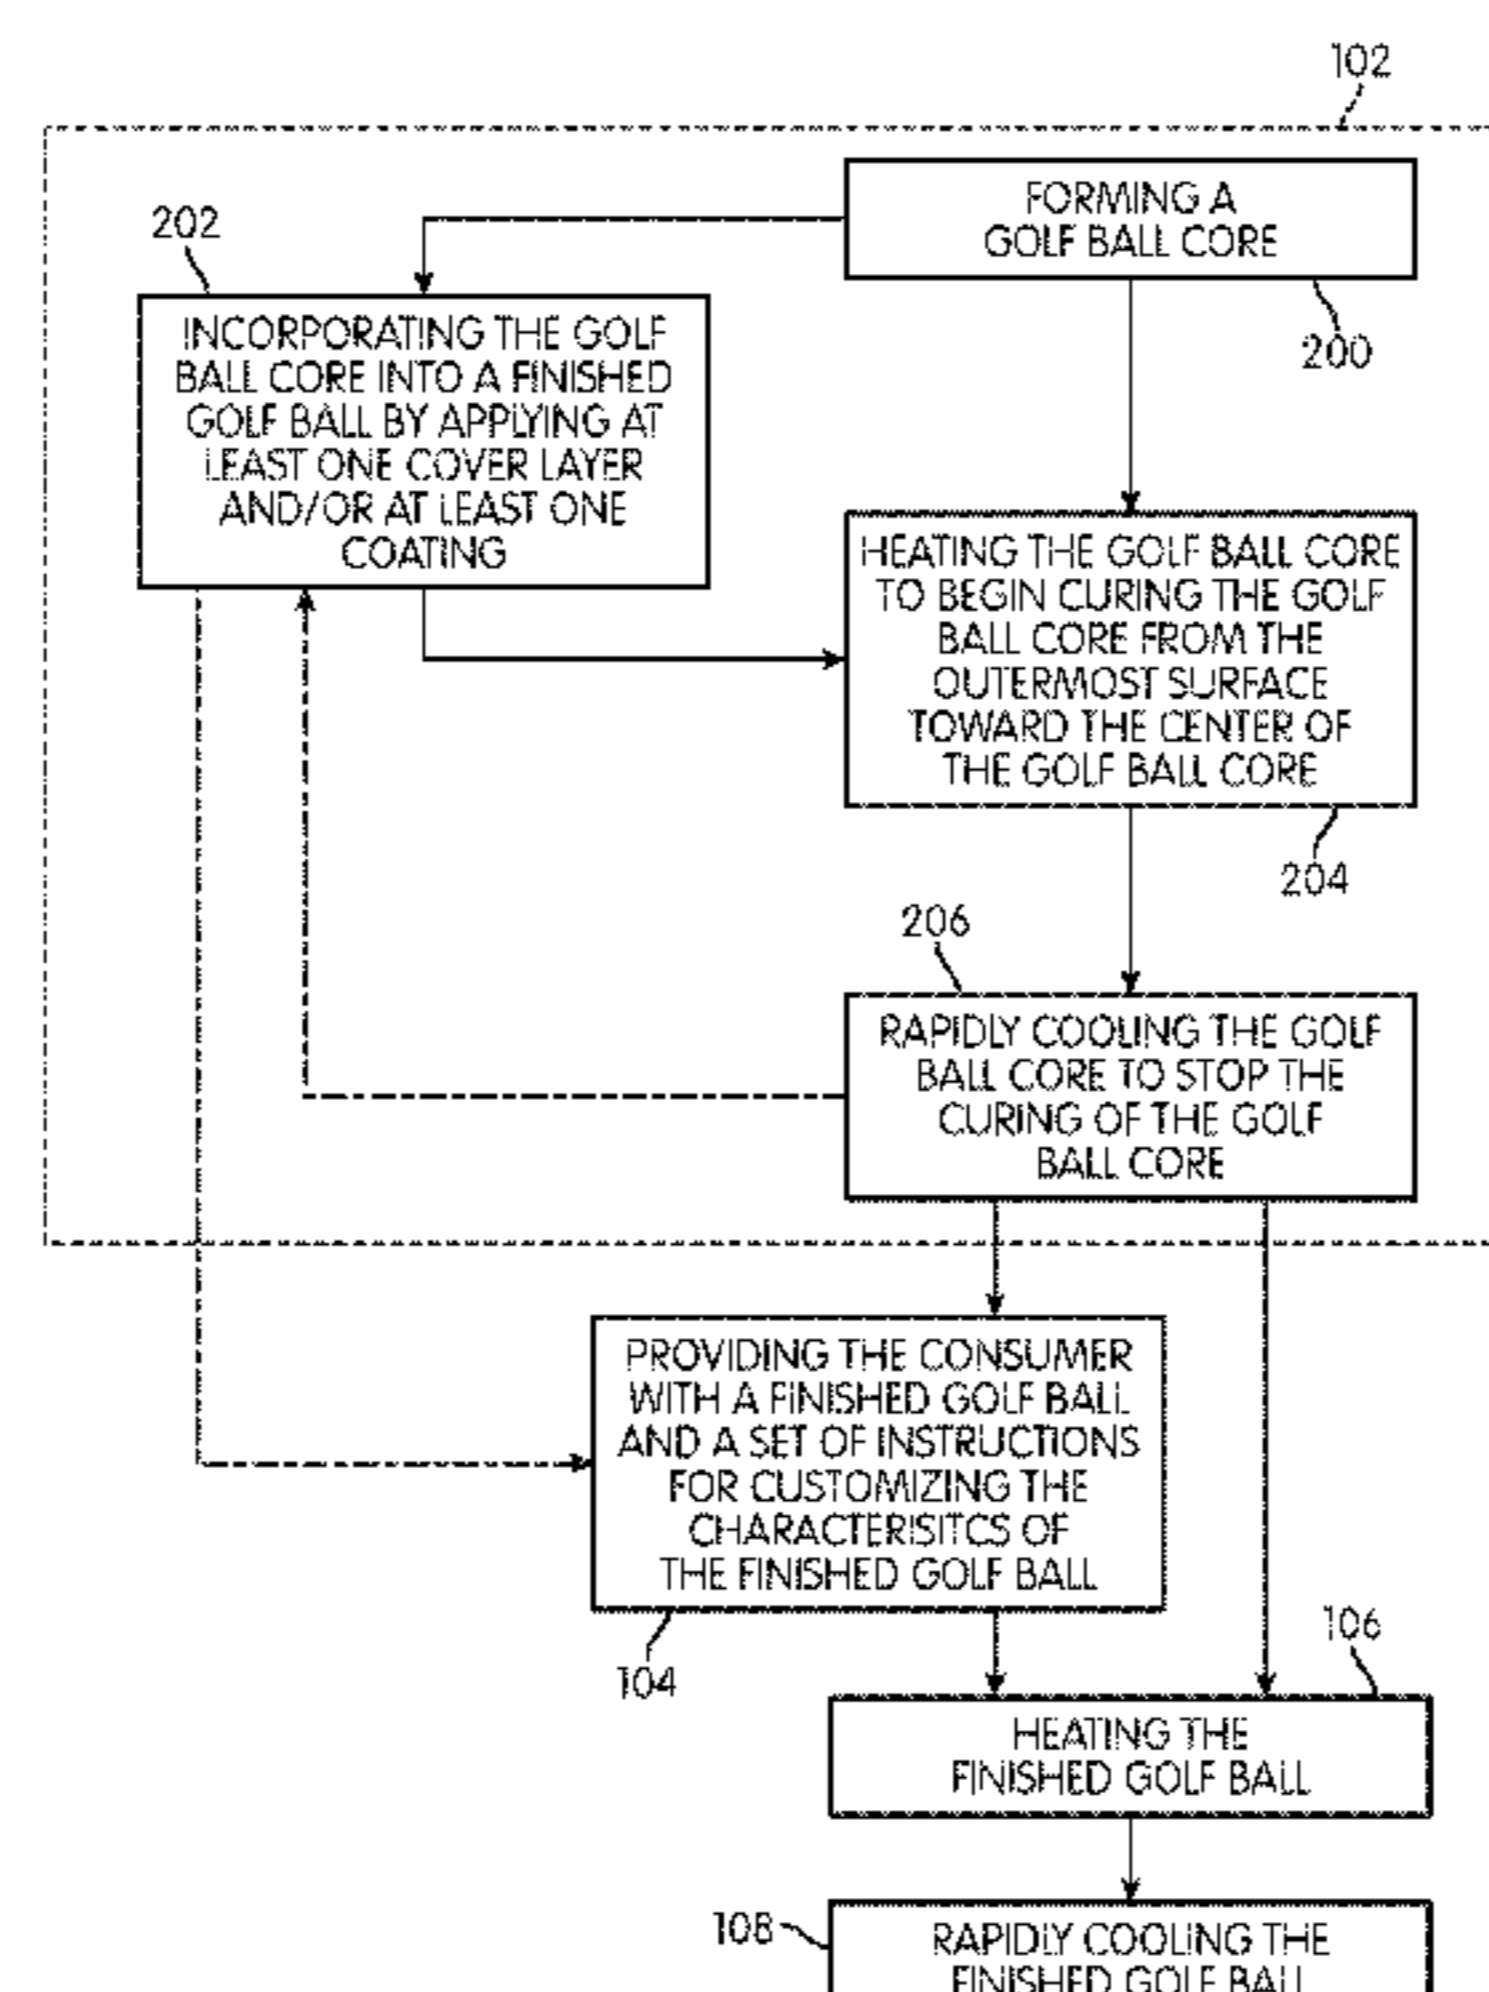 102
FORMING A
GOLF BALL CORE
200
202
INCORPORATING THE GOLF
BALL CORE INTO A FINISHED
GOLF BALL BY APPLYING AT
LEAST ONE COVER LAYER
AND/OR AT LEAST ONE
COATING
HEATING THE GOLF BALL CORE
TO BEGIN CURING THE GOLF
BALL CORE FROM THE
OUTERMOST SURFACE
TOWARD THE CENTER OF
THE GOLF BALL CORE
204
206
RAPIDLY COOLING THE GOLF
BALL CORE TO STOP THE
CURING OF THE GOLF
BALL CORE
PROVIDING THE CONSUMER
WITH A FINISHED GOLF BALL
AND A SET OF INSTRUCTIONS
FOR CUSTOMIZING THE
CHARACTERISITCS OF
THE FINISHED GOLF BALL
104
106
HEATING THE
FINISHED GOLF BALL
108
RAPIDLY COOLING THE
FINISHED GOLF BALL